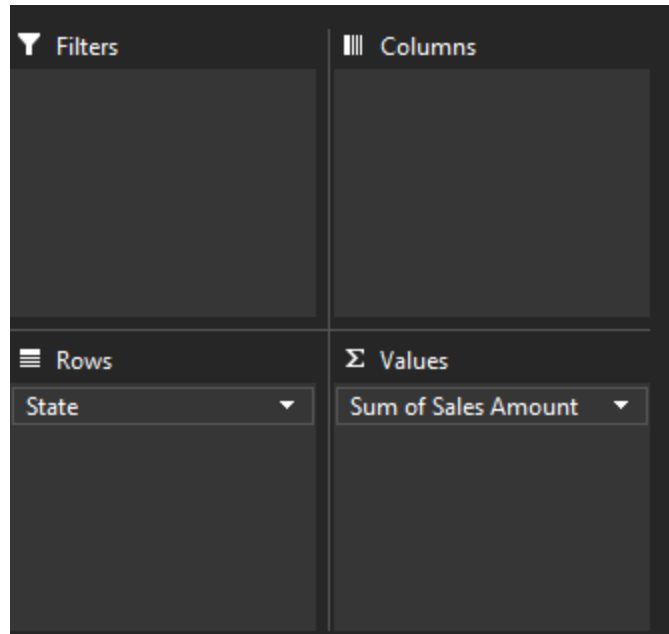 Filters
Columns
Rows
Σ Values
State
Sum of Sales Amount